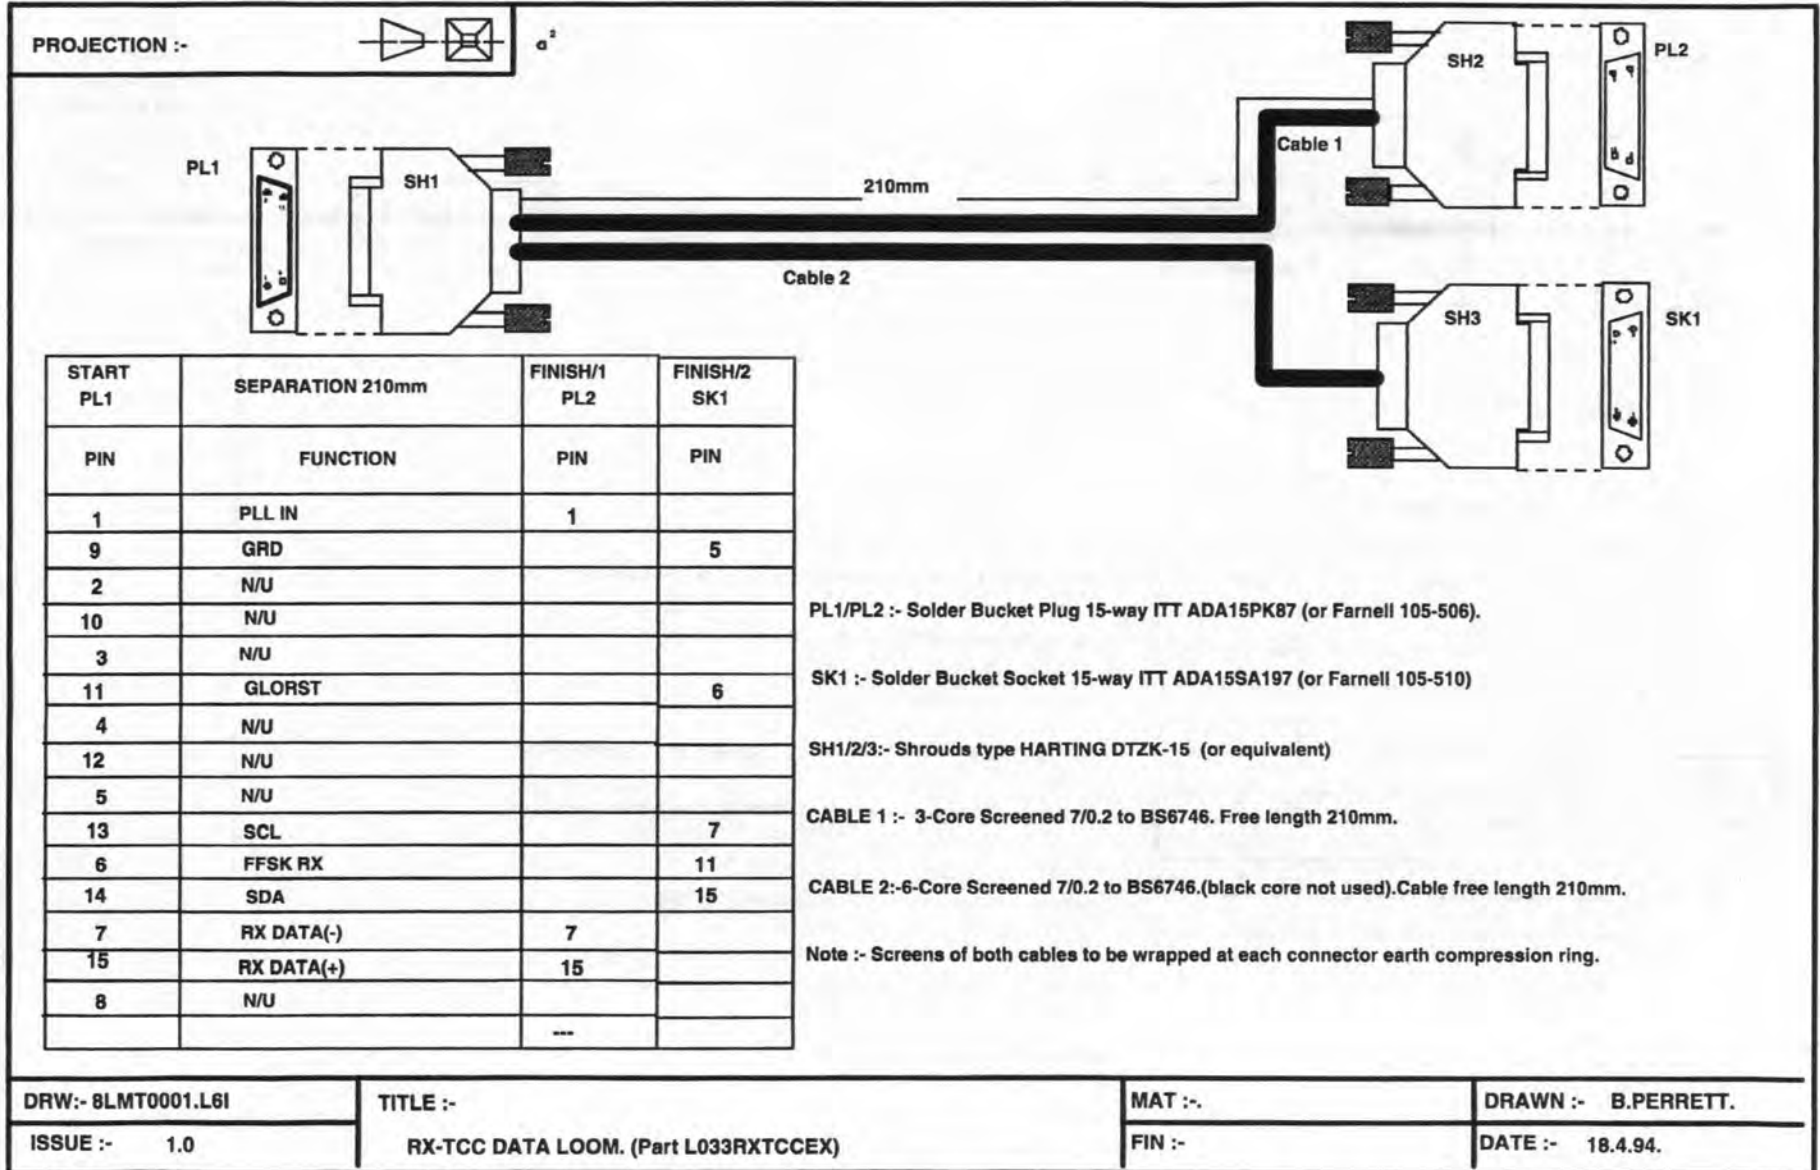 PROJECTION :-
a²
PL1
SH1
210mm
Cable 1
Cable 2
SH2
PL2
SH3
SK1
START PL1 SEPARATION 210mm FINISH/1 PL2 FINISH/2 SK1
PIN FUNCTION PIN PIN
1 PLL IN 1
9 GRD 5
2 N/U
10 N/U
3 N/U
11 GLORST 6
4 N/U
12 N/U
5 N/U
13 SCL 7
6 FFSK RX 11
14 SDA 15
7 RX DATA(-) 7
15 RX DATA(+) 15
8 N/U
---
PL1/PL2 :- Solder Bucket Plug 15-way ITT ADA15PK87 (or Farnell 105-506).
SK1 :- Solder Bucket Socket 15-way ITT ADA15SA197 (or Farnell 105-510)
SH1/2/3:- Shrouds type HARTING DTZK-15 (or equivalent)
CABLE 1 :- 3-Core Screened 7/0.2 to BS6746. Free length 210mm.
CABLE 2:-6-Core Screened 7/0.2 to BS6746.(black core not used).Cable free length 210mm.
Note :- Screens of both cables to be wrapped at each connector earth compression ring.
DRW:- 8LMT0001.L6I
ISSUE :- 1.0
TITLE :-
RX-TCC DATA LOOM. (Part L033RXTCCEX)
MAT :-.
FIN :-
DRAWN :- B.PERRETT.
DATE :- 18.4.94.